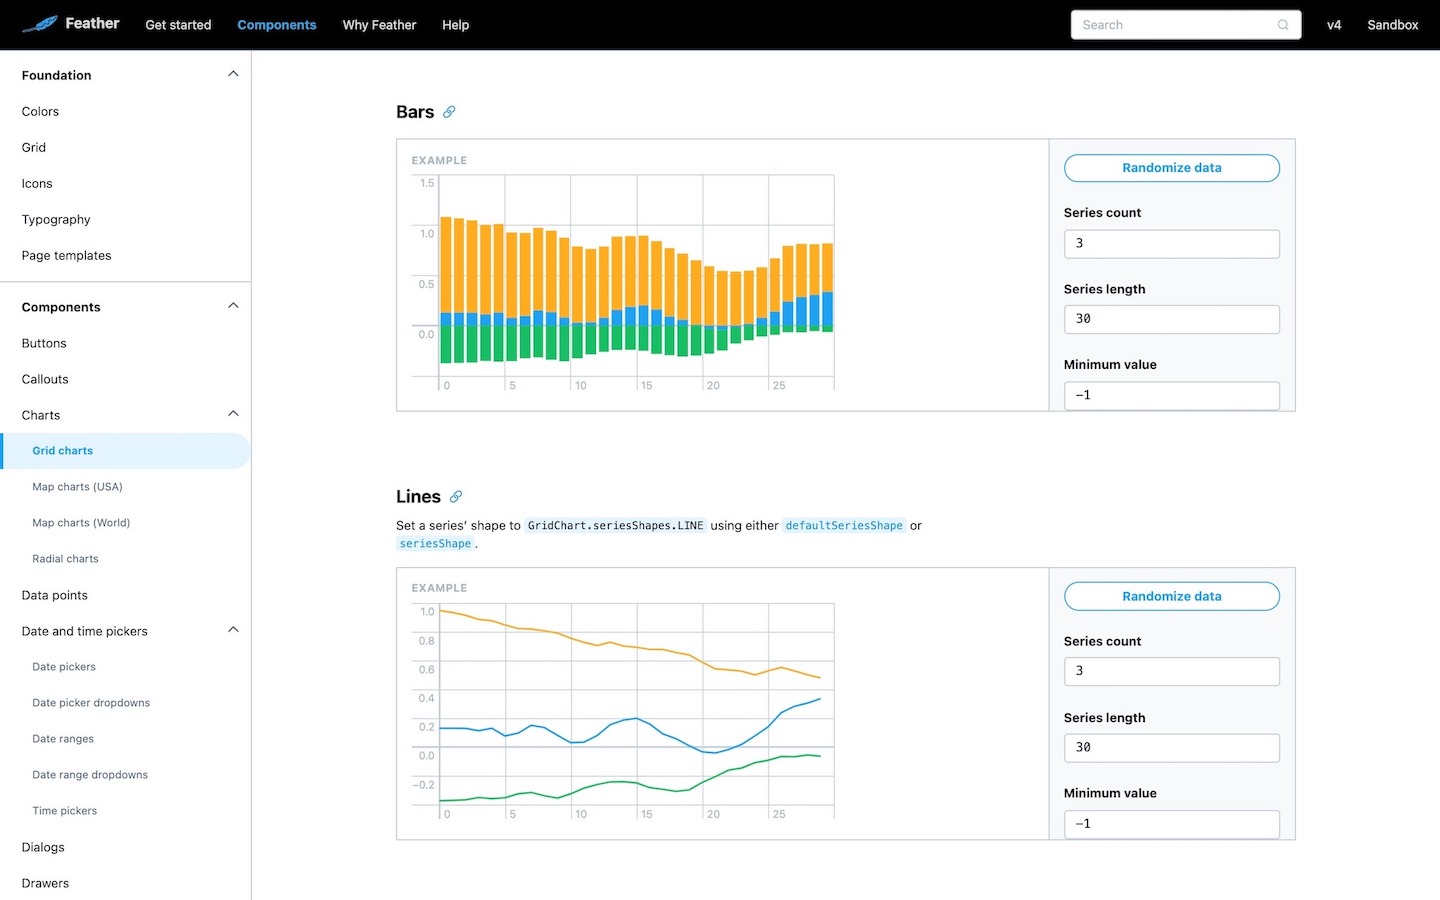 Feather
Get started
Components
Why Feather
Help
Search
v4
Sandbox
Foundation
Colors
Grid
Icons
Typography
Page templates
Components
Buttons
Callouts
Charts
Grid charts
Map charts (USA)
Map charts (World)
Radial charts
Data points
Date and time pickers
Date pickers
Date picker dropdowns
Date ranges
Date range dropdowns
Time pickers
Dialogs
Drawers
Bars
EXAMPLE
1.5
1.0
0.5
0.0
0 5 10 15 20 25
Randomize data
Series count
3
Series length
30
Minimum value
−1
Lines
Set a series’ shape to GridChart.seriesShapes.LINE using either defaultSeriesShape or
seriesShape.
EXAMPLE
1.0
0.8
0.6
0.4
0.2
0.0
−0.2
0 5 10 15 20 25
Randomize data
Series count
3
Series length
30
Minimum value
−1